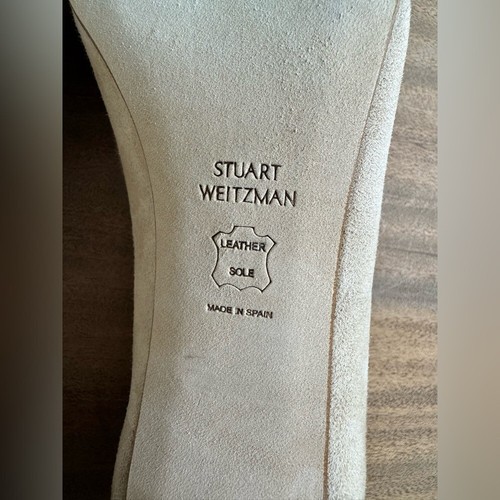 STUART
WEITZMAN
LEATHER
SOLE
MADE IN SPAIN